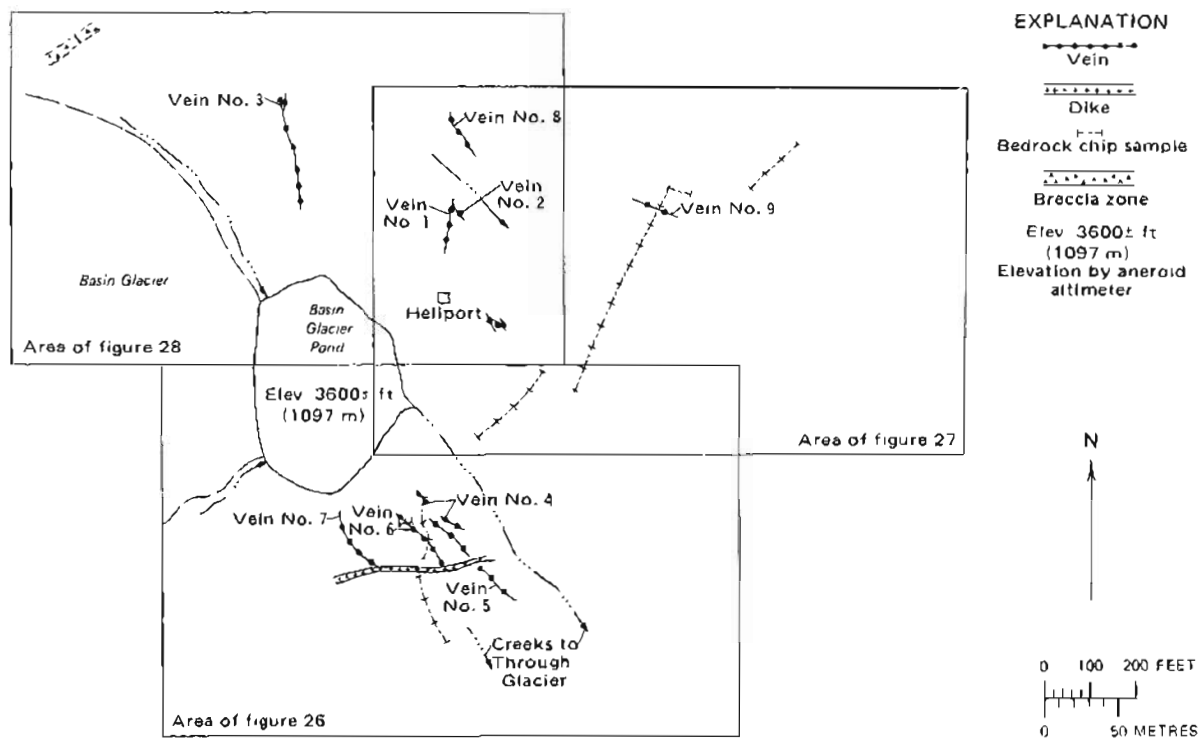 Vein No. 3
Vein No. 8
Vein
No. 2
Vein
No. 1
Vein No. 9
Basin Glacier
Heliport
Basin
Glacier
Pond
Area of figure 28
Elev 3600± ft
(1097 m)
Area of figure 27
Vein No. 4
Vein No. 7
Vein
No. 6
Vein
No. 5
Creeks to
Through
Glacier
Area of figure 26
EXPLANATION
Vein
Dike
Bedrock chip sample
Breccia zone
Elev 3600± ft
(1097 m)
Elevation by aneroid
altimeter
N
0 100 200 FEET
0 50 METRES